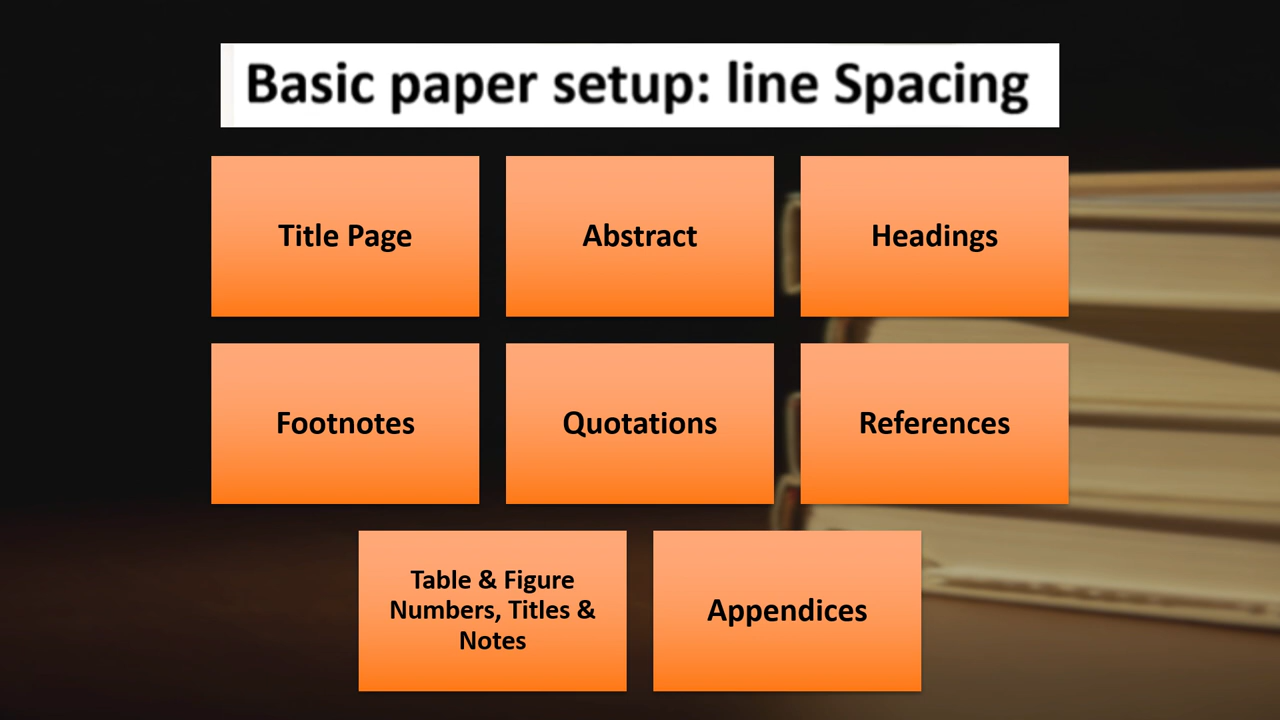 Basic paper setup: line Spacing
Title Page
Abstract
Headings
Footnotes
Quotations
References
Table & Figure
Numbers, Titles &
Notes
Appendices